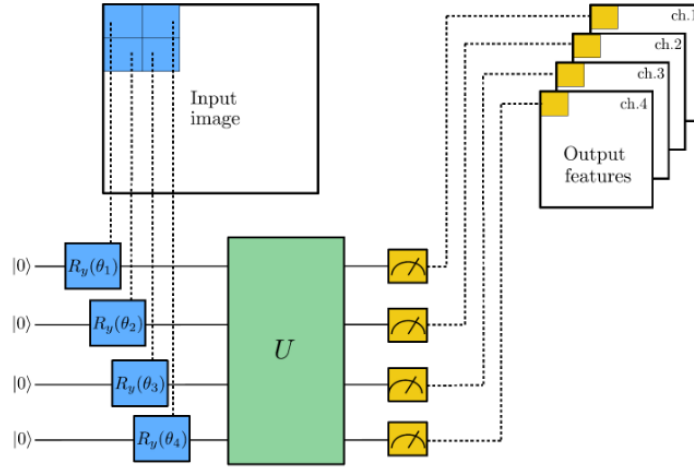 ch.1
ch.2
ch.3
ch.4
Input
image
Output
features
|0⟩ R_y(θ_1)
|0⟩ R_y(θ_2)
U
|0⟩ R_y(θ_3)
|0⟩ R_y(θ_4)